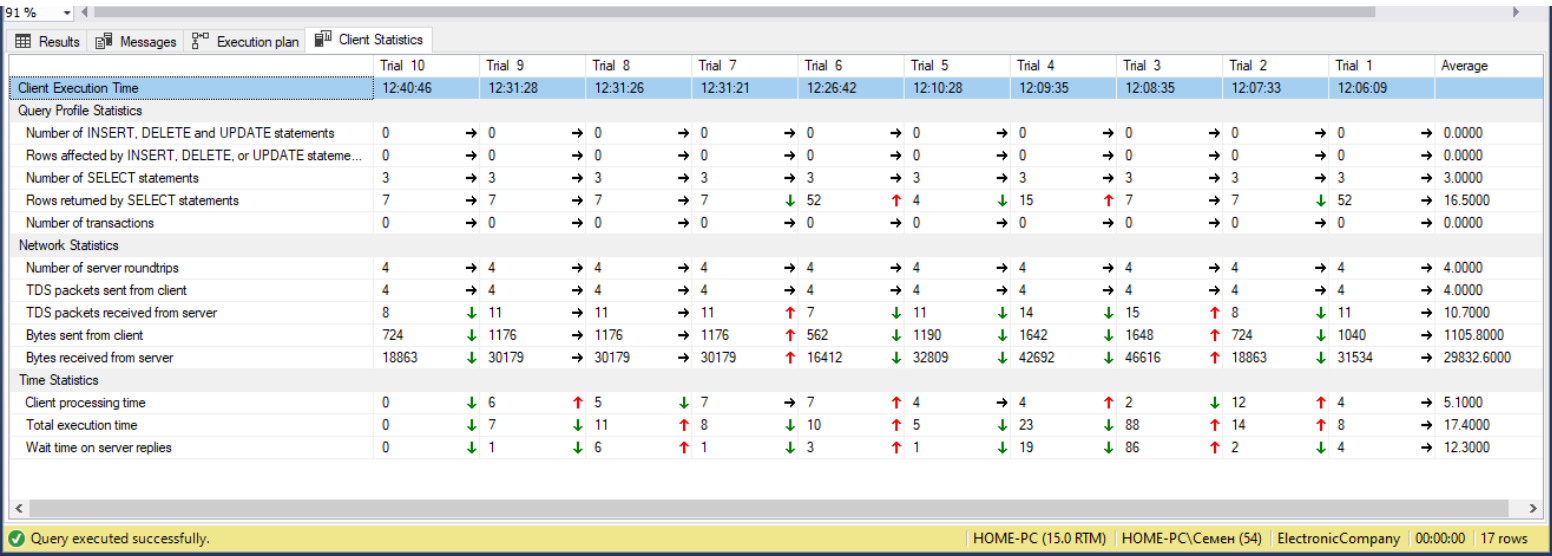 91 %
Results Messages Execution plan Client Statistics
Trial 10 Trial 9 Trial 8 Trial 7 Trial 6 Trial 5 Trial 4 Trial 3 Trial 2 Trial 1 Average
Client Execution Time 12:40:46 12:31:28 12:31:26 12:31:21 12:26:42 12:10:28 12:09:35 12:08:35 12:07:33 12:06:09
Query Profile Statistics
Number of INSERT, DELETE and UPDATE statements 0 → 0 → 0 → 0 → 0 → 0 → 0 → 0 → 0 → 0 → 0.0000
Rows affected by INSERT, DELETE, or UPDATE stateme... 0 → 0 → 0 → 0 → 0 → 0 → 0 → 0 → 0 → 0 → 0.0000
Number of SELECT statements 3 → 3 → 3 → 3 → 3 → 3 → 3 → 3 → 3 → 3 → 3.0000
Rows returned by SELECT statements 7 → 7 → 7 → 7 ↓ 52 ↑ 4 ↓ 15 ↑ 7 → 7 ↓ 52 → 16.5000
Number of transactions 0 → 0 → 0 → 0 → 0 → 0 → 0 → 0 → 0 → 0 → 0.0000
Network Statistics
Number of server roundtrips 4 → 4 → 4 → 4 → 4 → 4 → 4 → 4 → 4 → 4 → 4.0000
TDS packets sent from client 4 → 4 → 4 → 4 → 4 → 4 → 4 → 4 → 4 → 4 → 4.0000
TDS packets received from server 8 ↓ 11 → 11 → 11 ↑ 7 ↓ 11 ↓ 14 ↓ 15 ↑ 8 ↓ 11 → 10.7000
Bytes sent from client 724 ↓ 1176 → 1176 → 1176 ↑ 562 ↓ 1190 ↓ 1642 ↓ 1648 ↑ 724 ↓ 1040 → 1105.8000
Bytes received from server 18863 ↓ 30179 → 30179 → 30179 ↑ 16412 ↓ 32809 ↓ 42692 ↓ 46616 ↑ 18863 ↓ 31534 → 29832.6000
Time Statistics
Client processing time 0 ↓ 6 ↑ 5 ↓ 7 → 7 ↑ 4 → 4 ↑ 2 ↓ 12 ↑ 4 → 5.1000
Total execution time 0 ↓ 7 ↓ 11 ↑ 8 ↓ 10 ↑ 5 ↓ 23 ↓ 88 ↑ 14 ↑ 8 → 17.4000
Wait time on server replies 0 ↓ 1 ↓ 6 ↑ 1 ↓ 3 ↑ 1 ↓ 19 ↓ 86 ↑ 2 ↓ 4 → 12.3000
Query executed successfully. HOME-PC (15.0 RTM) HOME-PC\Семен (54) ElectronicCompany 00:00:00 17 rows